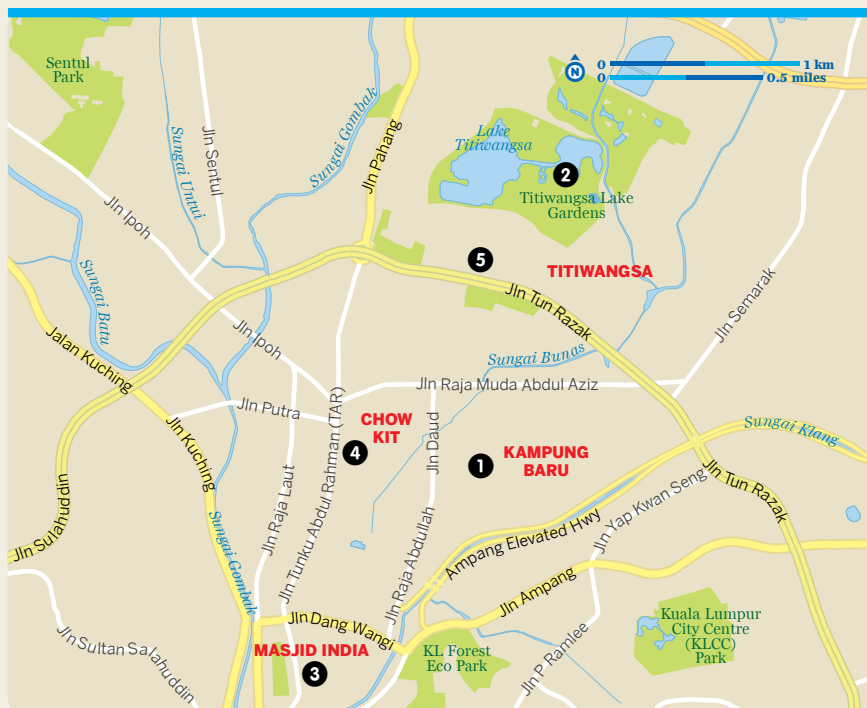 Sentul
Park
0
1 km
N
0
0.5 miles
Sungai Gombak
Jln Sentul
Sungai Untui
Jln Pahang
Lake
Titiwangsa
2
Titiwangsa Lake
Gardens
Jln Ipoh
5
TITIWANGSA
Sungai Batu
Jln Tun Razak
Jln Semarak
Jln Ipoh
Jalan Kuching
Sungai Bunas
Jln Raja Muda Abdul Aziz
Jln Putra
CHOW
KIT
4
Jln Daud
KAMPUNG
BARU
1
Sungai Klang
Jln Kuching
Jln Raja Laut
Jln Tunku Abdul Rahman (TAR)
Jln Sulahuddin
Jln Tun Razak
Jln Yap Kwan Seng
Ampang Elevated Hwy
Jln Raja Abdullah
Sungai Gombak
Jln Ampang
Jln Dang Wangi
Kuala Lumpur
City Centre
(KLCC)
Park
Jln Sultan Salahuddin
MASJID INDIA
3
KL Forest
Eco Park
Jln P Ramlee